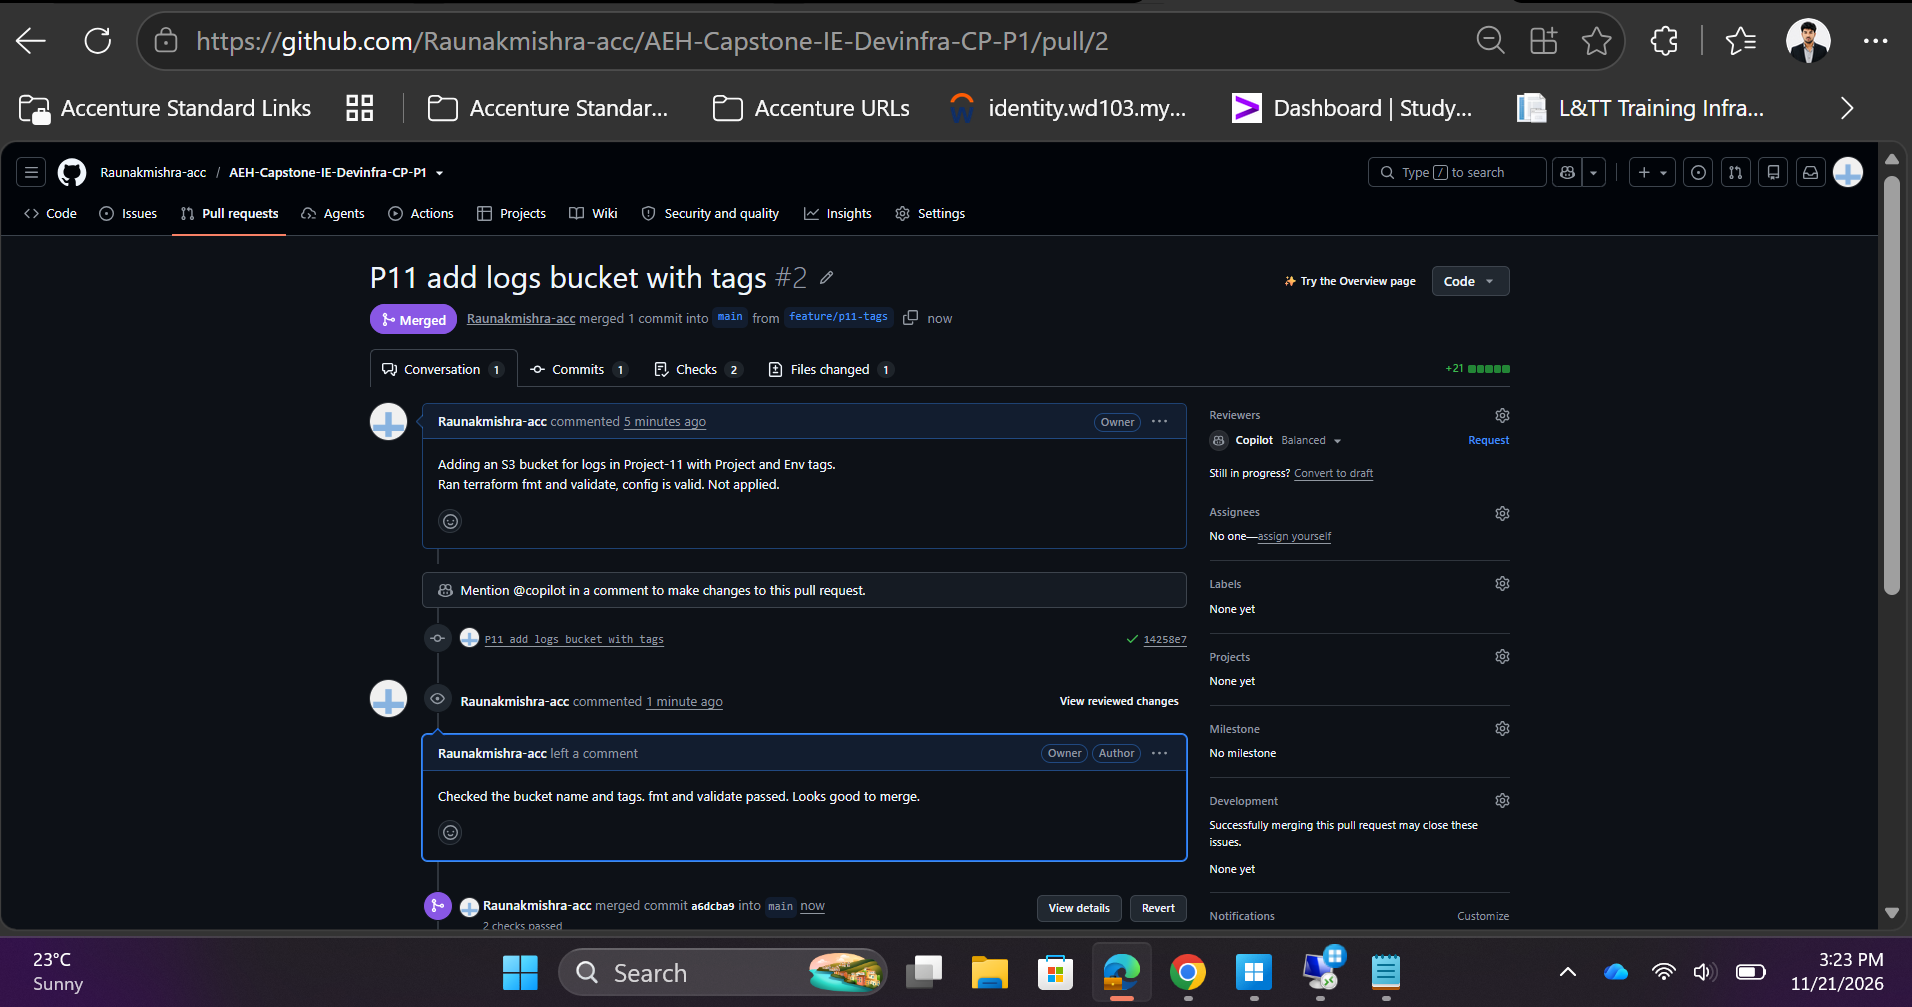 https://github.com/Raunakmishra-acc/AEH-Capstone-IE-Devinfra-CP-P1/pull/2
Accenture Standard Links
Accenture Standar...
Accenture URLs
identity.wd103.my...
Dashboard | Study...
L&TT Training Infra...
Raunakmishra-acc / AEH-Capstone-IE-Devinfra-CP-P1
Type / to search
Code
Issues
Pull requests
Agents
Actions
Projects
Wiki
Security and quality
Insights
Settings
P11 add logs bucket with tags #2
Try the Overview page
Code
Merged
Raunakmishra-acc merged 1 commit into main from feature/p11-tags now
Conversation 1
Commits 1
Checks 2
Files changed 1
+21
Raunakmishra-acc commented 5 minutes ago
Owner
Adding an S3 bucket for logs in Project-11 with Project and Env tags.
Ran terraform fmt and validate, config is valid. Not applied.
Mention @copilot in a comment to make changes to this pull request.
P11 add logs bucket with tags
14258e7
Raunakmishra-acc commented 1 minute ago
View reviewed changes
Raunakmishra-acc left a comment
Owner
Author
Checked the bucket name and tags. fmt and validate passed. Looks good to merge.
Raunakmishra-acc merged commit a6dcba9 into main now
2 checks passed
View details
Revert
Reviewers
Copilot Balanced
Request
Still in progress? Convert to draft
Assignees
No one—assign yourself
Labels
None yet
Projects
None yet
Milestone
No milestone
Development
Successfully merging this pull request may close these
issues.
None yet
Notifications
Customize
23°C
Sunny
Search
3:23 PM
11/21/2026